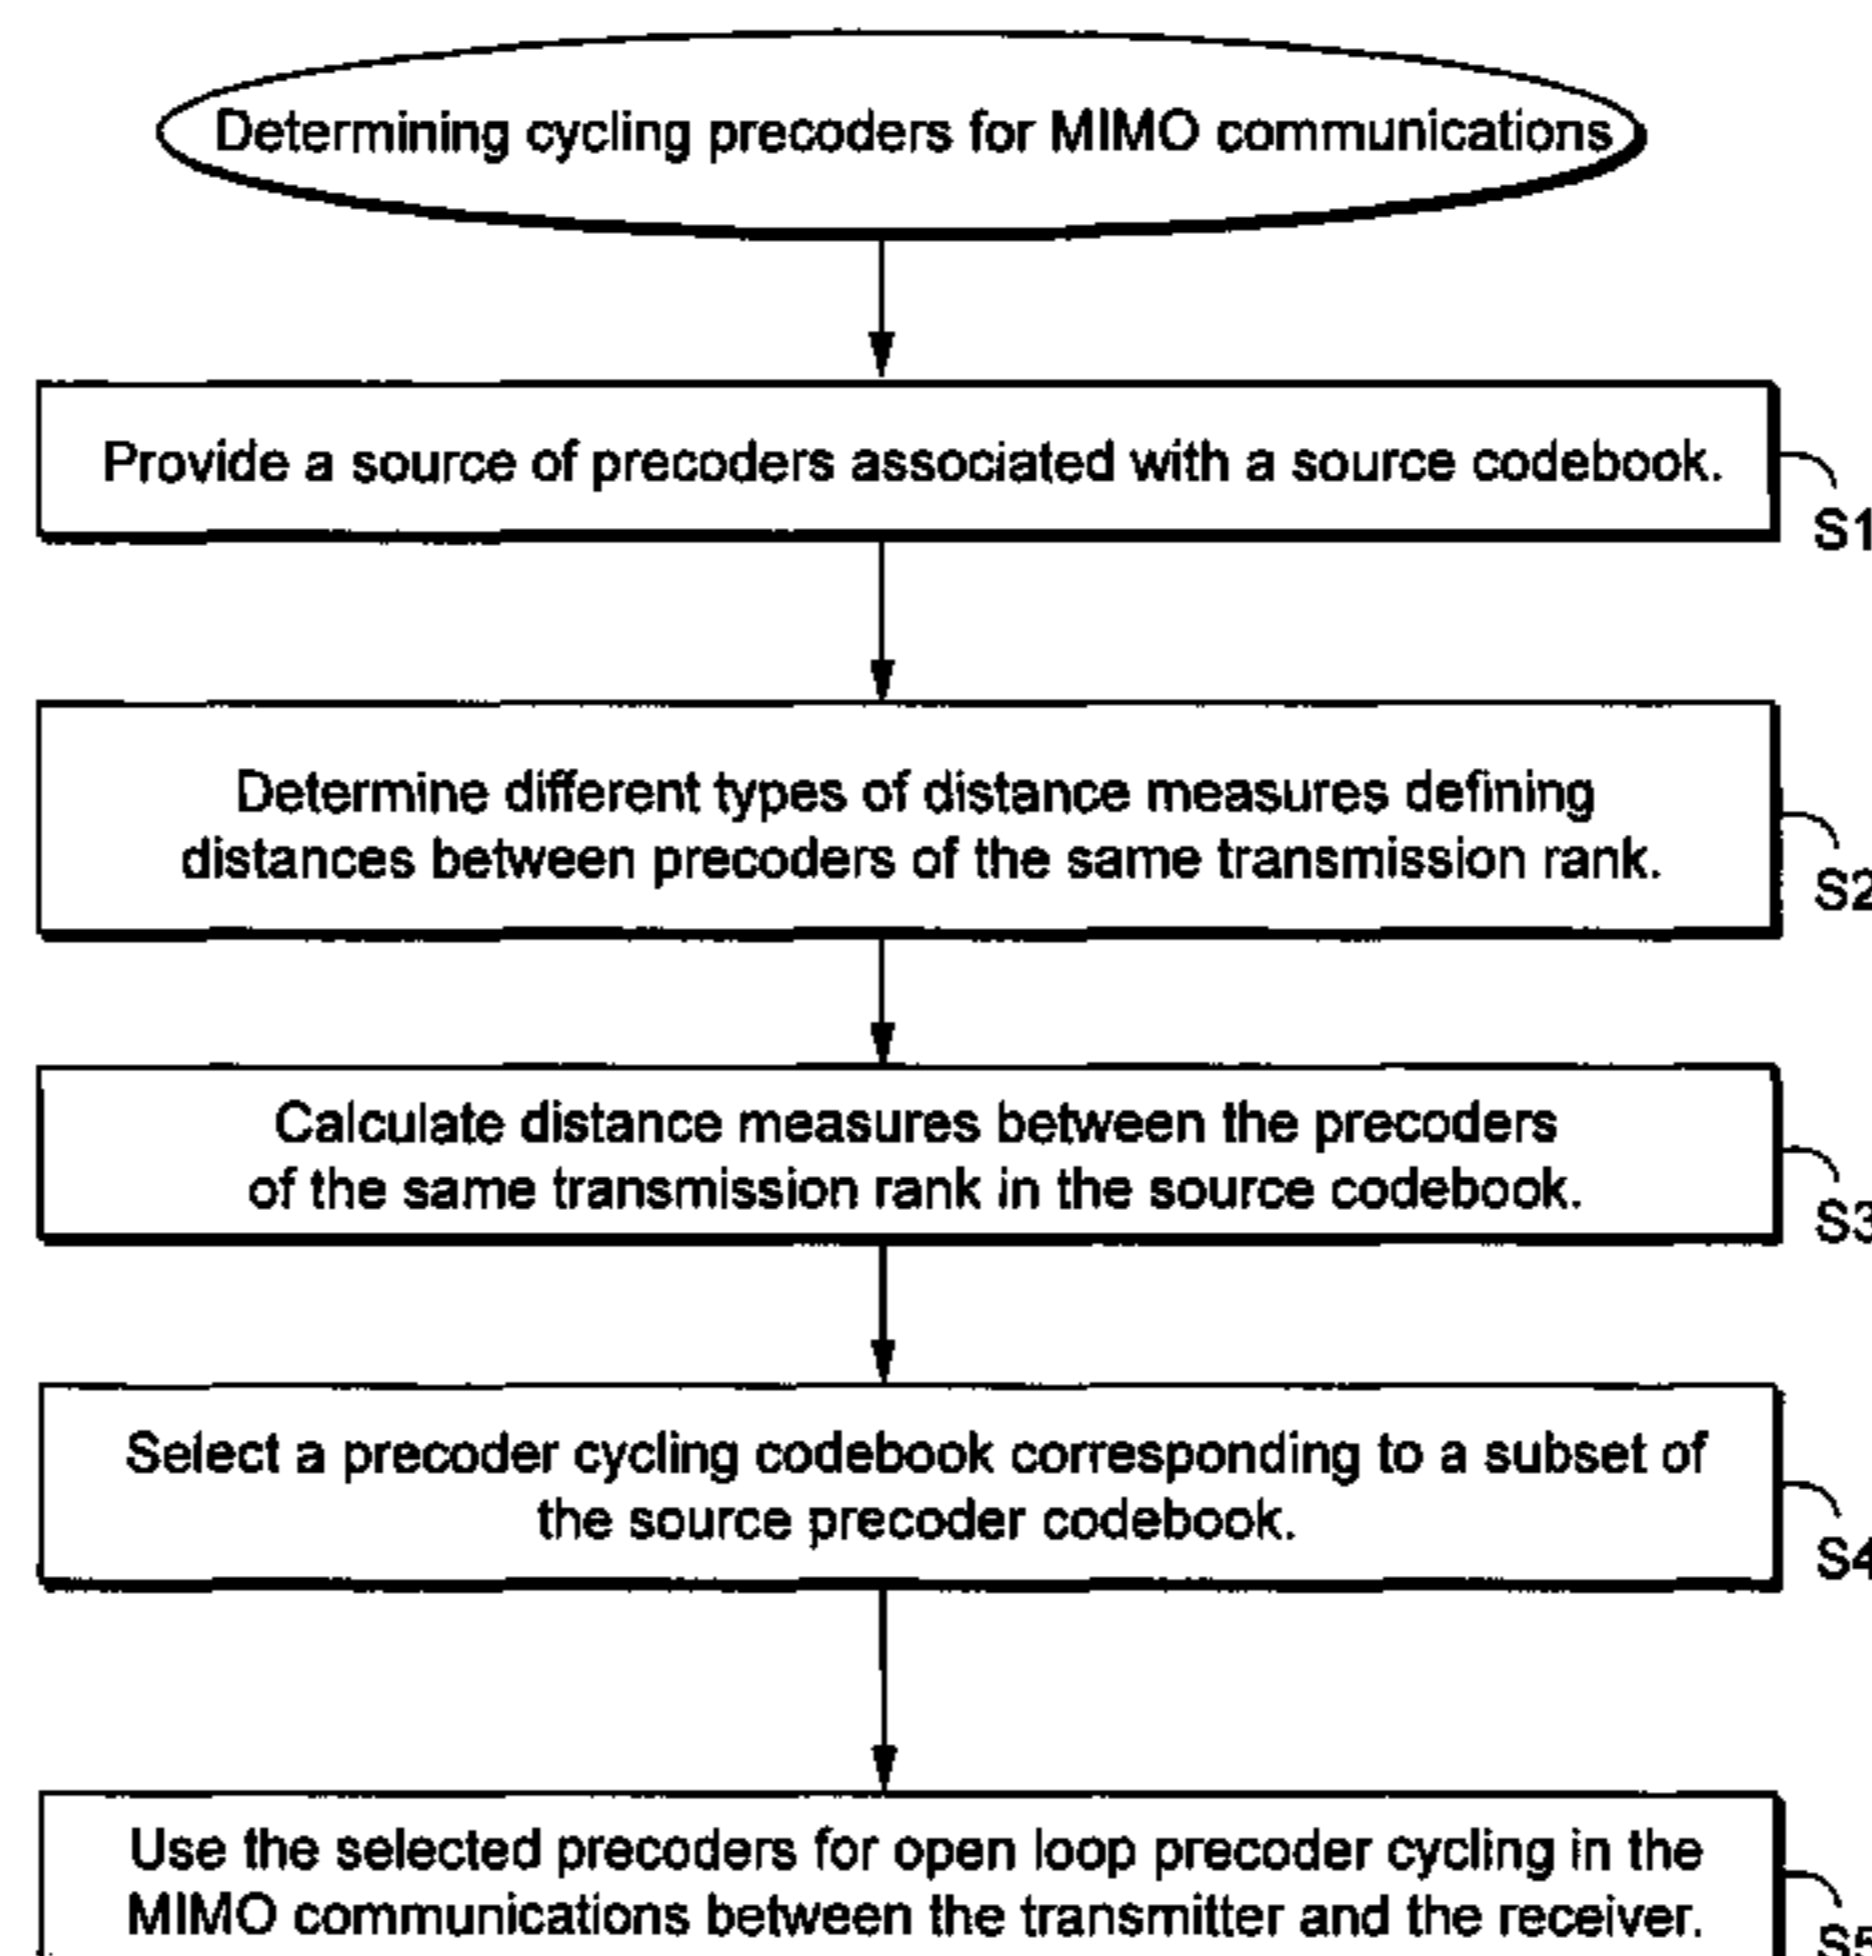 Determining cycling precoders for MIMO communications
Provide a source of precoders associated with a source codebook.
S1
Determine different types of distance measures defining
distances between precoders of the same transmission rank.
S2
Calculate distance measures between the precoders
of the same transmission rank in the source codebook.
S3
Select a precoder cycling codebook corresponding to a subset of
the source precoder codebook.
S4
Use the selected precoders for open loop precoder cycling in the
MIMO communications between the transmitter and the receiver.
S5